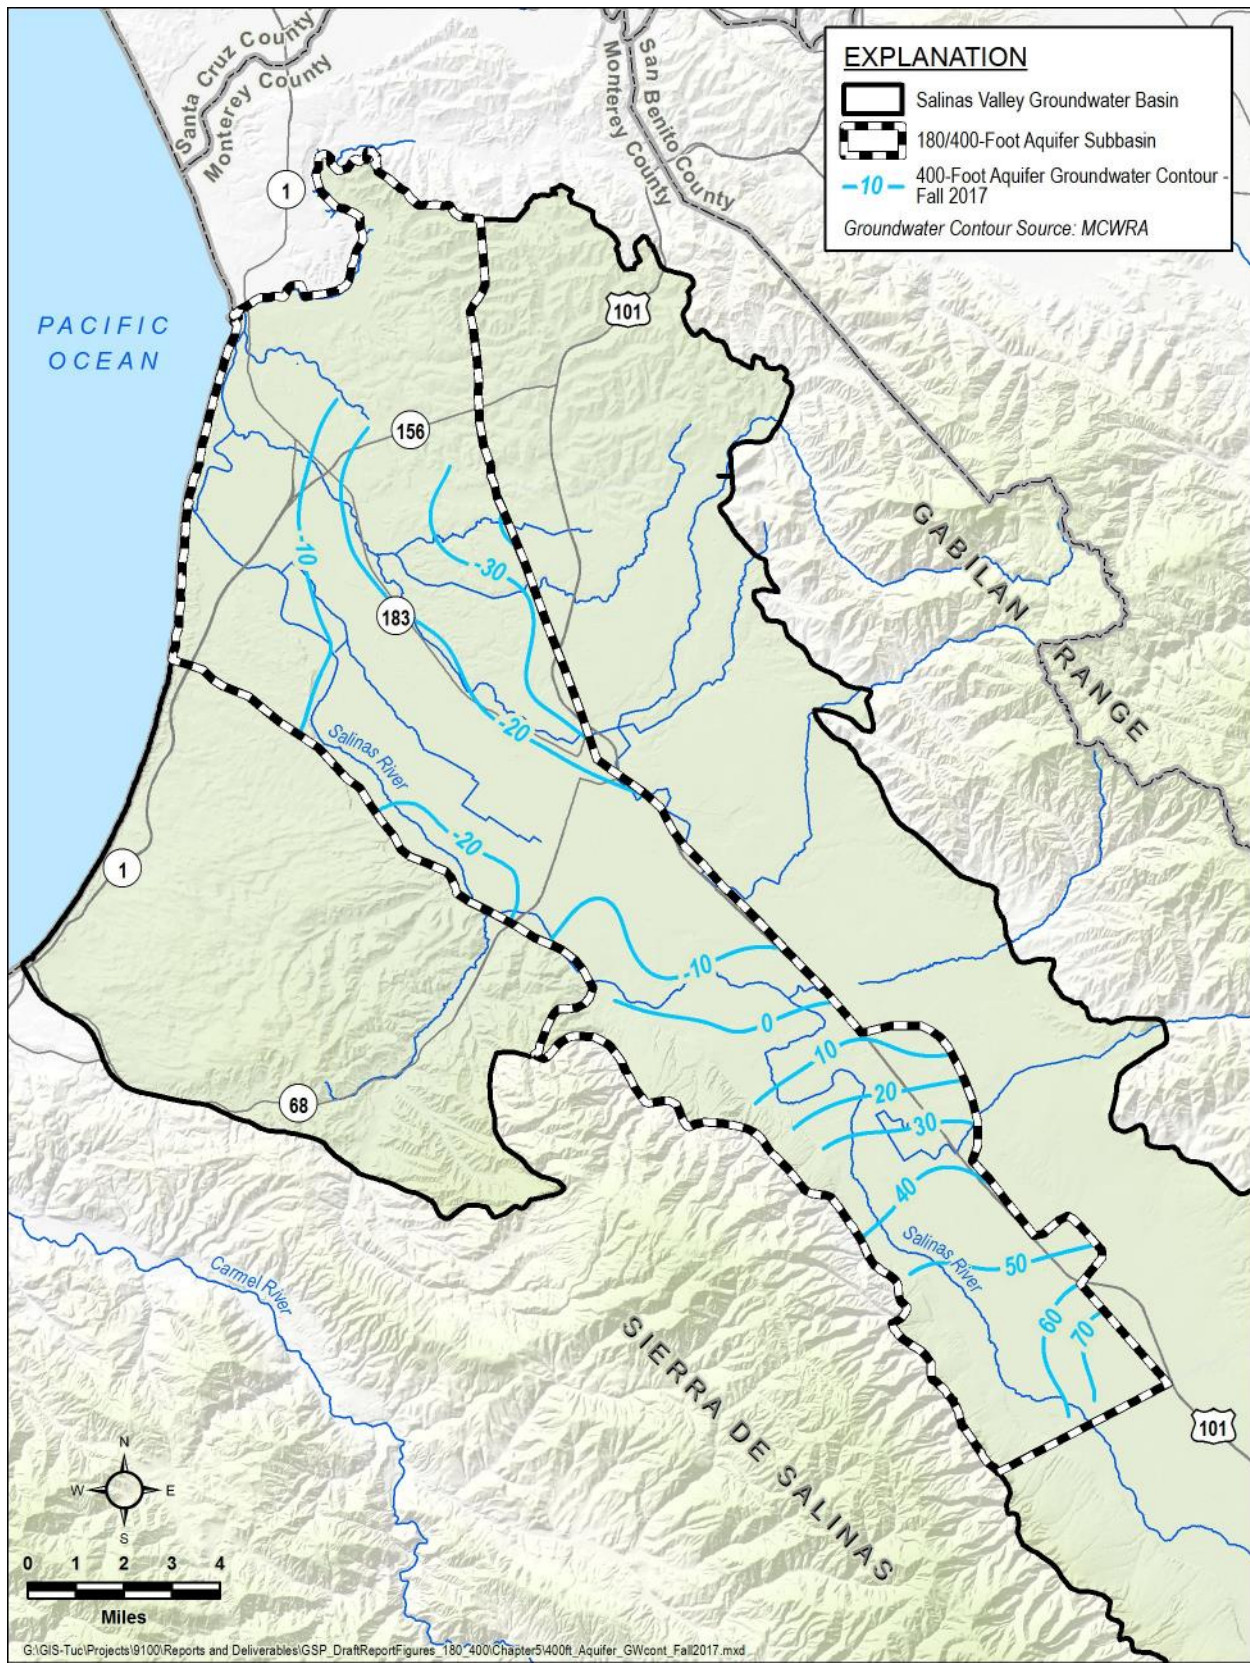 EXPLANATION
Salinas Valley Groundwater Basin
180/400-Foot Aquifer Subbasin
-10
400-Foot Aquifer Groundwater Contour -
Fall 2017
Groundwater Contour Source: MCWRA
Santa Cruz County
Monterey County
San Benito County
Monterey County
1
101
PACIFIC
OCEAN
156
GABILAN
RANGE
-10
-30
183
-20
Salinas River
-20
1
-10
0
10
20
30
68
40
Salinas River
50
60
70
Carmel River
SIERRA DE SALINAS
101
N
W
E
S
0 1 2 3 4
Miles
G:\GIS-Tuc\Projects\9100\Reports and Deliverables\GSP_DraftReportFigures_180_400\Chapter5\400ft_Aquifer_GWcont_Fall2017.mxd